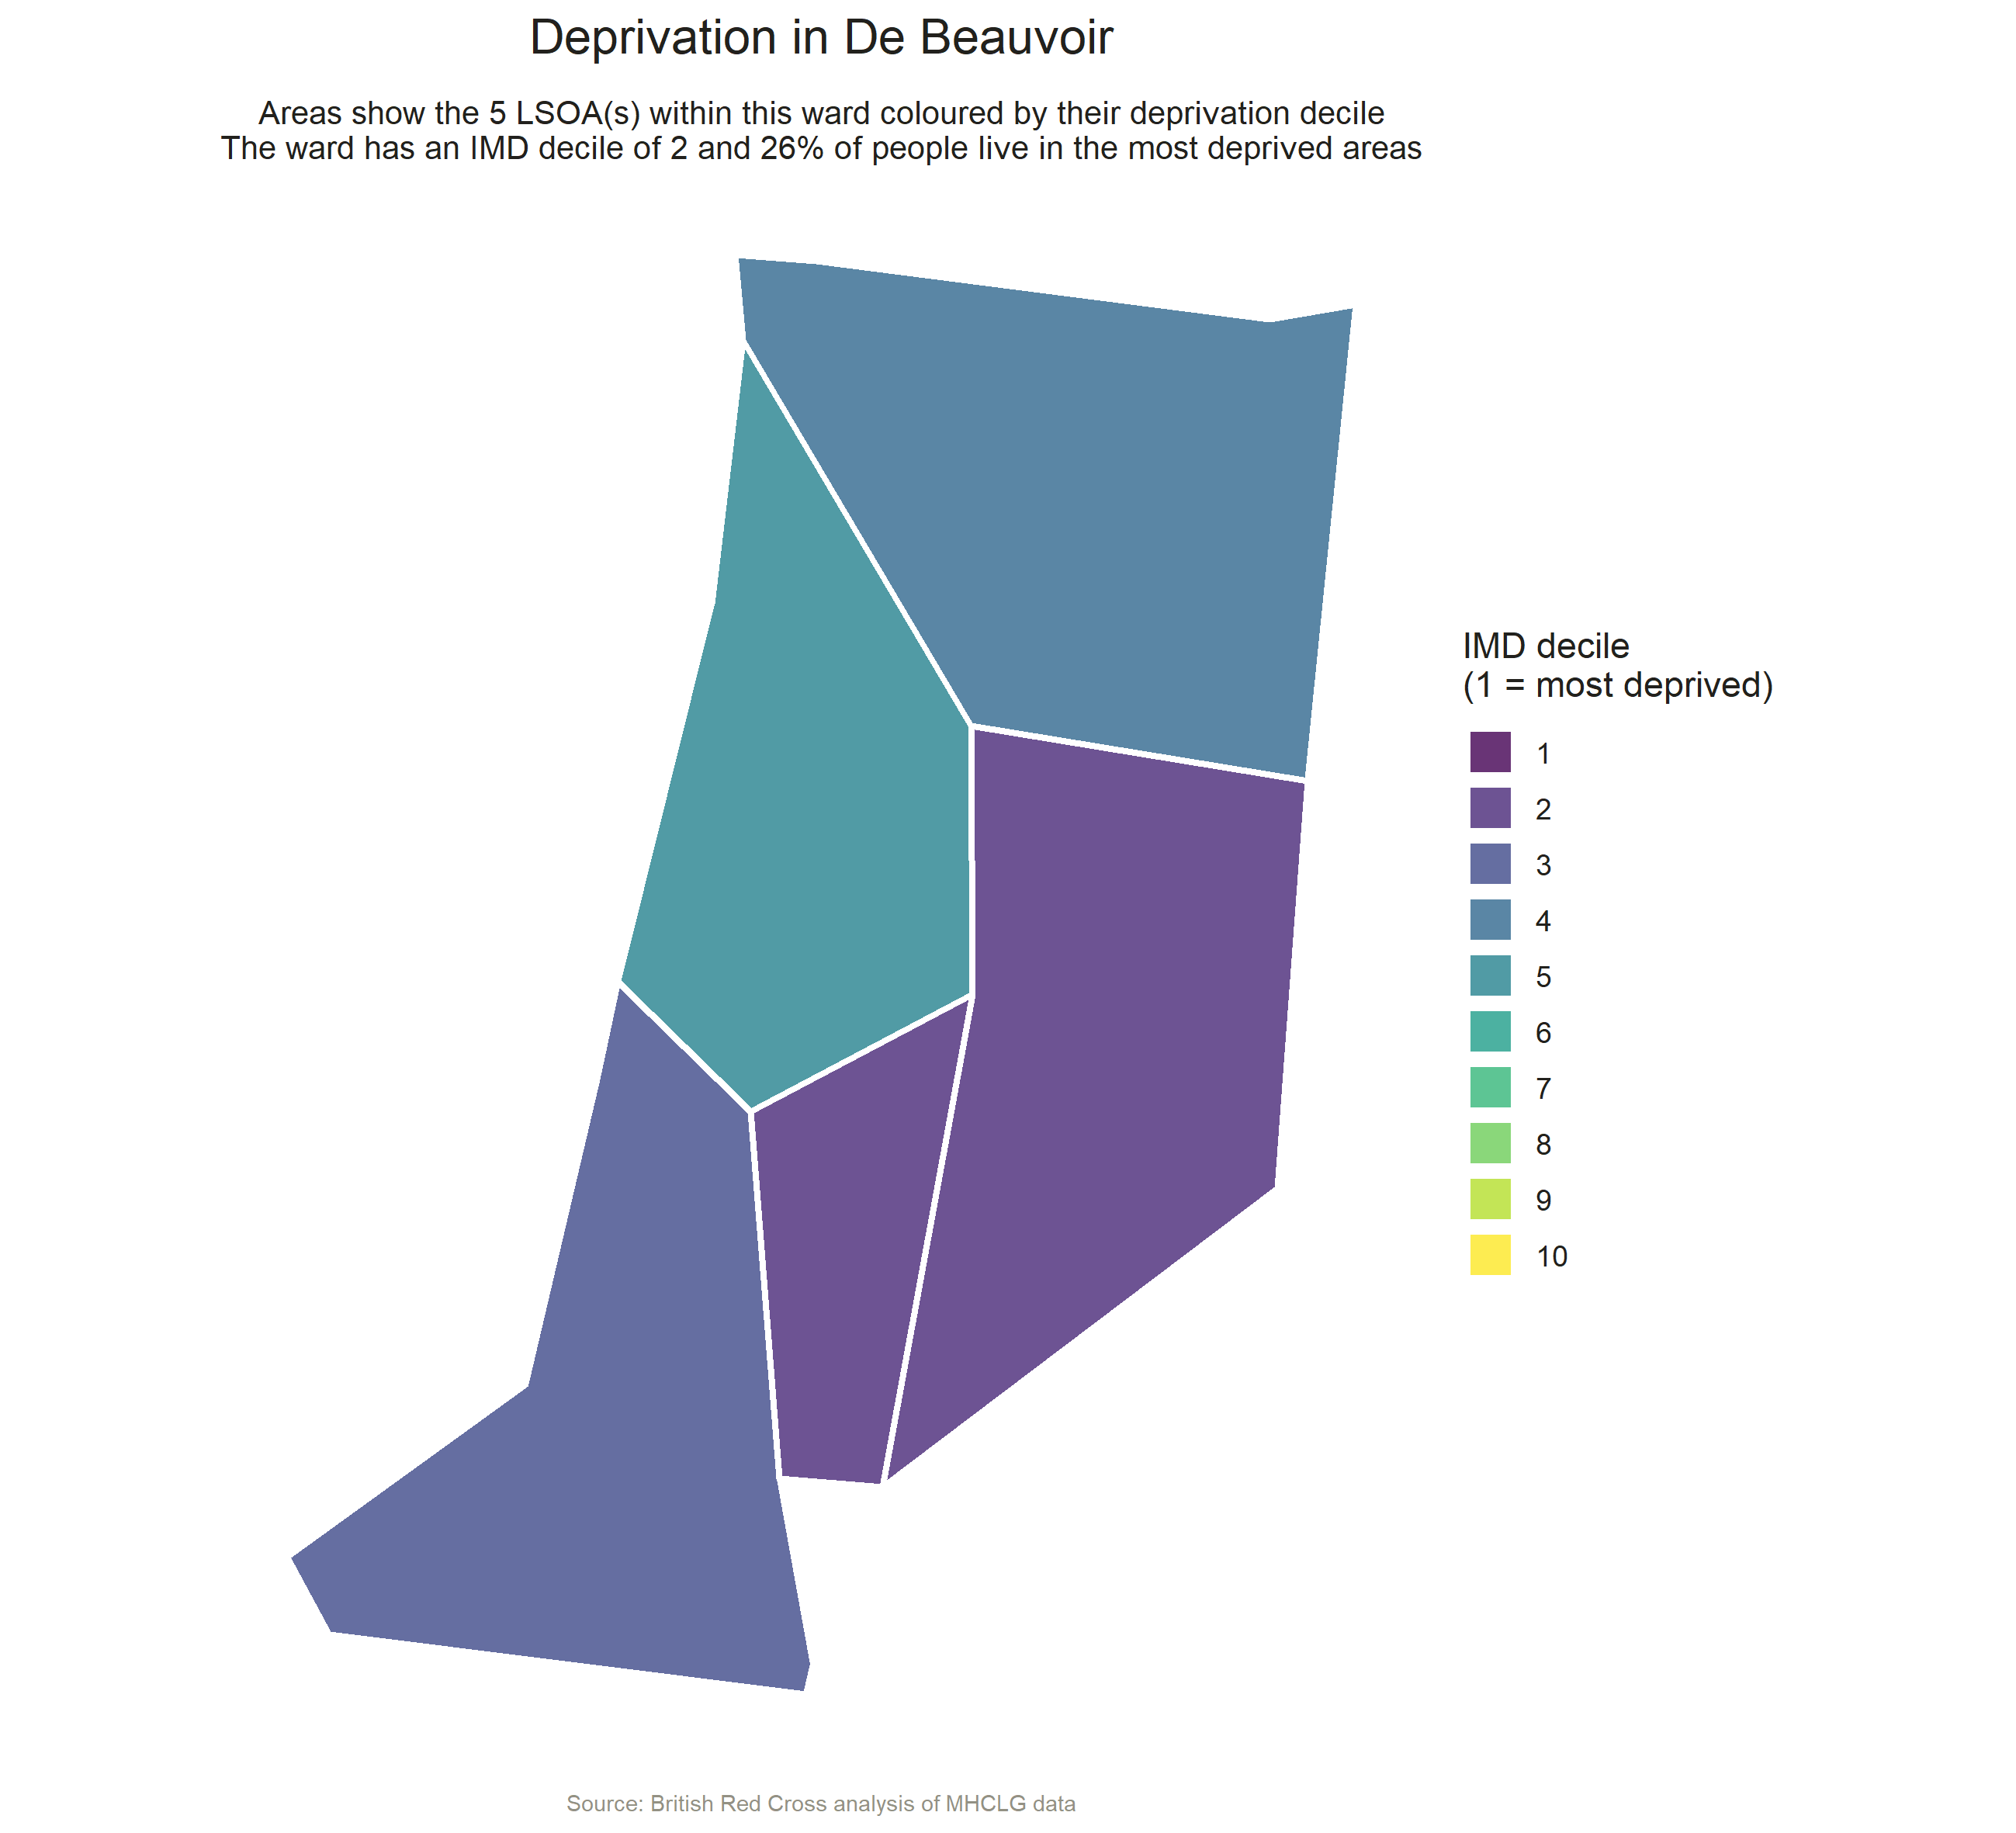 Deprivation in De Beauvoir
Areas show the 5 LSOA(s) within this ward coloured by their deprivation decile
The ward has an IMD decile of 2 and 26% of people live in the most deprived areas
IMD decile
(1 = most deprived)
1
2
3
4
5
6
7
8
9
10
Source: British Red Cross analysis of MHCLG data